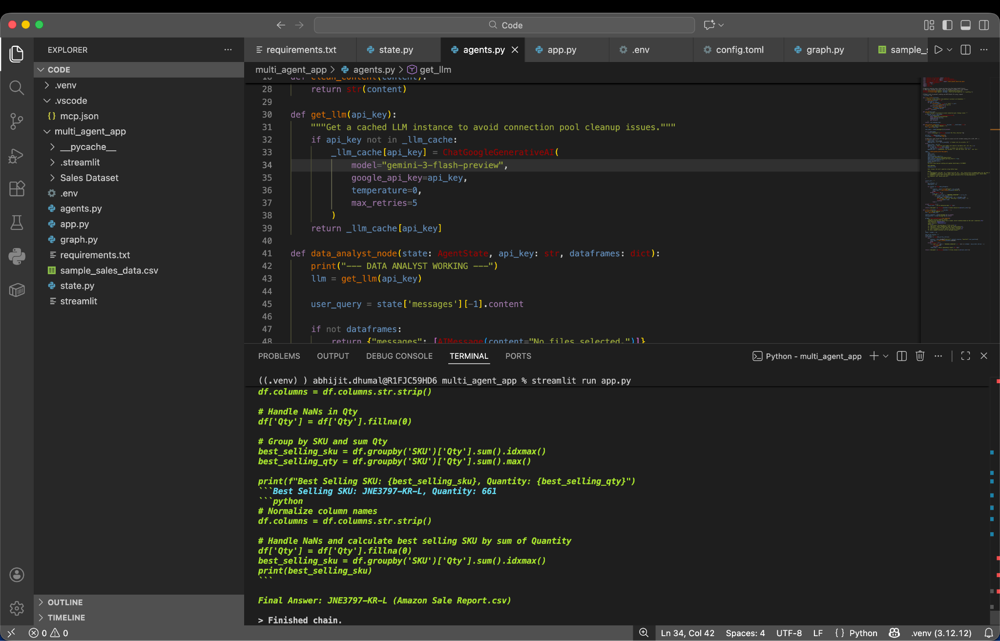 Code
EXPLORER
CODE
.venv
.vscode
{} mcp.json
multi_agent_app
__pycache__
.streamlit
Sales Dataset
.env
agents.py
app.py
graph.py
requirements.txt
sample_sales_data.csv
state.py
streamlit
OUTLINE
TIMELINE
requirements.txt
state.py
agents.py
app.py
.env
config.toml
graph.py
sample_s
multi_agent_app > agents.py > get_llm
18 def clean_content(content):
28 return str(content)
29
30 def get_llm(api_key):
31 """Get a cached LLM instance to avoid connection pool cleanup issues."""
32 if api_key not in _llm_cache:
33 _llm_cache[api_key] = ChatGoogleGenerativeAI(
34 model="gemini-3-flash-preview",
35 google_api_key=api_key,
36 temperature=0,
37 max_retries=5
38 )
39 return _llm_cache[api_key]
40
41 def data_analyst_node(state: AgentState, api_key: str, dataframes: dict):
42 print("--- DATA ANALYST WORKING ---")
43 llm = get_llm(api_key)
44
45 user_query = state['messages'][-1].content
46
47 if not dataframes:
48 return {"messages": [AIMessage(content="No files selected.")]}
PROBLEMS OUTPUT DEBUG CONSOLE TERMINAL PORTS
Python - multi_agent_app
((.venv) ) abhijit.dhumal@R1FJC59HD6 multi_agent_app % streamlit run app.py
df.columns = df.columns.str.strip()
# Handle NaNs in Qty
df['Qty'] = df['Qty'].fillna(0)
# Group by SKU and sum Qty
best_selling_sku = df.groupby('SKU')['Qty'].sum().idxmax()
best_selling_qty = df.groupby('SKU')['Qty'].sum().max()
print(f"Best Selling SKU: {best_selling_sku}, Quantity: {best_selling_qty}")
```Best Selling SKU: JNE3797-KR-L, Quantity: 661
```python
# Normalize column names
df.columns = df.columns.str.strip()
# Handle NaNs and calculate best selling SKU by sum of Quantity
df['Qty'] = df['Qty'].fillna(0)
best_selling_sku = df.groupby('SKU')['Qty'].sum().idxmax()
print(best_selling_sku)
```
Final Answer: JNE3797-KR-L (Amazon Sale Report.csv)
> Finished chain.
0 0
Ln 34, Col 42 Spaces: 4 UTF-8 LF {} Python .venv (3.12.12)